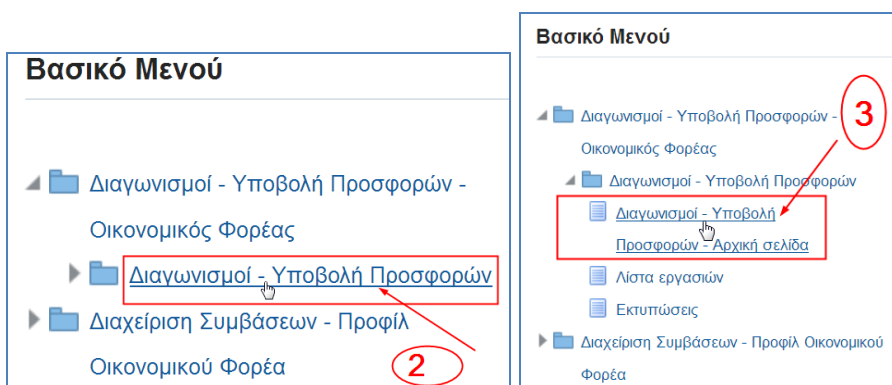 Βασικό Μενού
Διαγωνισμοί - Υποβολή Προσφορών -
Οικονομικός Φορέας
Διαγωνισμοί - Υποβολή Προσφορών
Διαχείριση Συμβάσεων - Προφίλ
Οικονομικού Φορέα
2
Βασικό Μενού
3
Διαγωνισμοί - Υποβολή Προσφορών -
Οικονομικός Φορέας
Διαγωνισμοί - Υποβολή Προσφορών
Διαγωνισμοί - Υποβολή
Προσφορών - Αρχική σελίδα
Λίστα εργασιών
Εκτυπώσεις
Διαχείριση Συμβάσεων - Προφίλ Οικονομικού
Φορέα